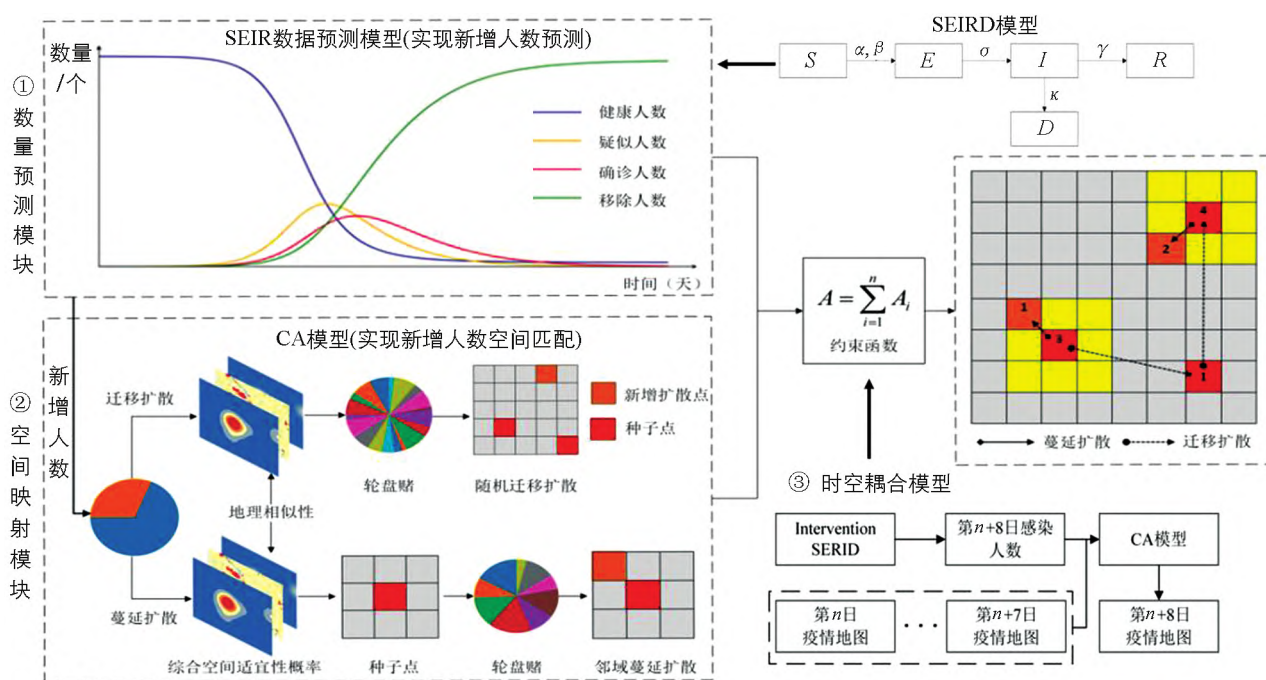 ①
数
量
预
测
模
块
SEIR数据预测模型(实现新增人数预测)
数量
/个
健康人数
疑似人数
确诊人数
移除人数
时间（天）
SEIRD模型
S
α, β
E
σ
I
γ
R
κ
D
②
空
间
映
射
模
块
新
增
人
数
CA模型(实现新增人数空间匹配)
迁移扩散
轮盘赌
随机迁移扩散
新增扩散点
种子点
地理相似性
蔓延扩散
综合空间适宜性概率
种子点
轮盘赌
邻域蔓延扩散
A = ∑ A_i
n
i=1
约束函数
4
2
1
3
1
蔓延扩散
迁移扩散
③ 时空耦合模型
Intervention
SERID
第n+8日感染
人数
CA模型
第n日
疫情地图
···
第n+7日
疫情地图
第n+8日
疫情地图